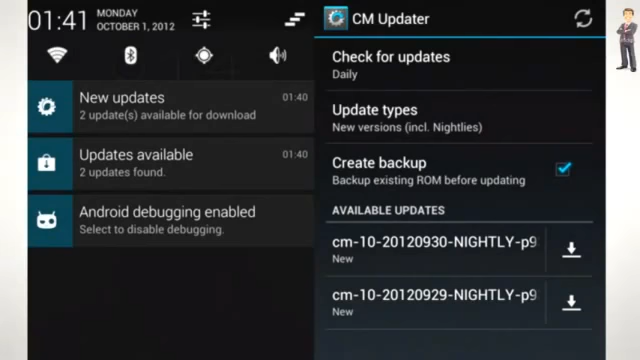 01:41
MONDAY
OCTOBER 1, 2012
New updates
01:40
2 update(s) available for download
Updates available
01:40
2 updates found.
Android debugging enabled
Select to disable debugging.
CM Updater
Check for updates
Daily
Update types
New versions (incl. Nightlies)
Create backup
Backup existing ROM before updating
AVAILABLE UPDATES
cm-10-20120930-NIGHTLY-p9
New
cm-10-20120929-NIGHTLY-p9
New